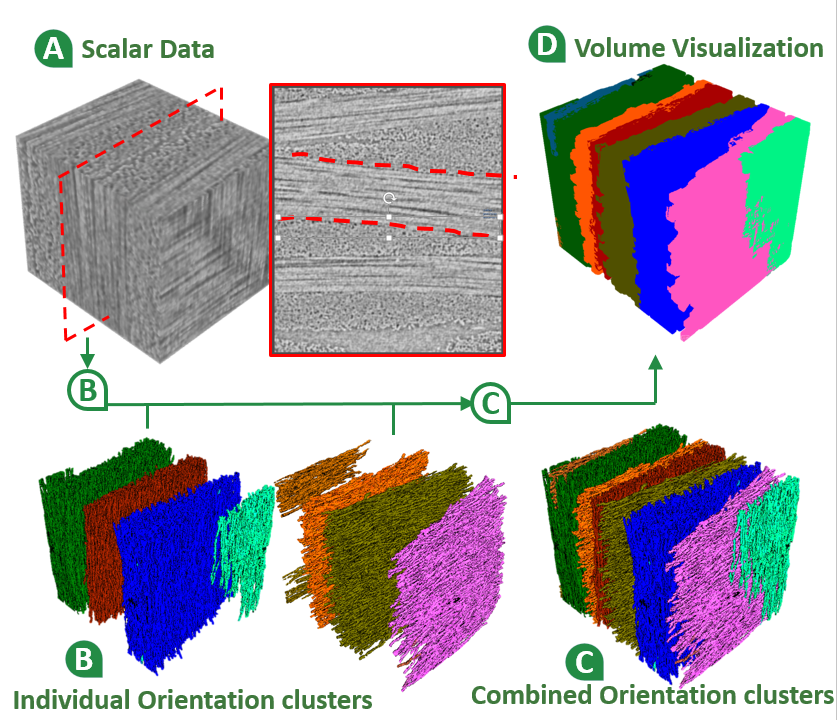 A Scalar Data
D Volume Visualization
B
C
B
Individual Orientation clusters
C
Combined Orientation clusters